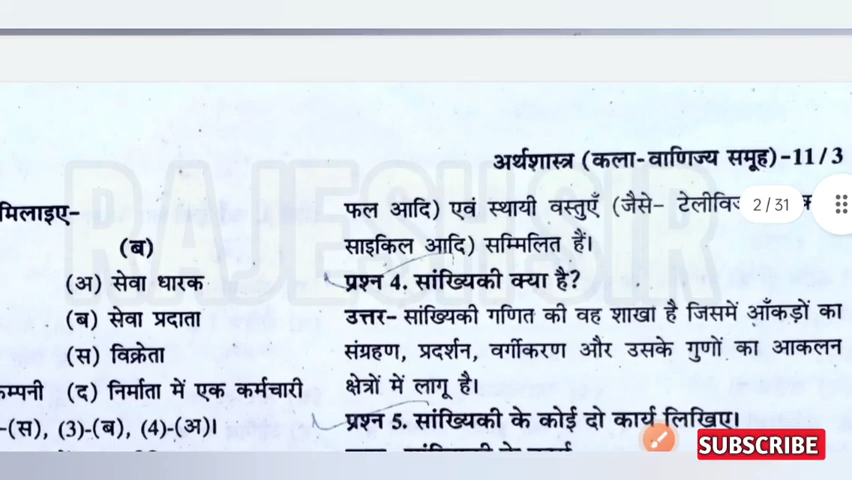 RAJESH SIR
अर्थशास्त्र (कला-वाणिज्य समूह)-11/3
मिलाइए-
(ब)
(अ) सेवा धारक
(ब) सेवा प्रदाता
(स) विक्रेता
(द) निर्माता में एक कर्मचारी
-(स), (3)-(ब), (4)-(अ)।
फल आदि) एवं स्थायी वस्तुएँ (जैसे-
2/31
साइकिल आदि) सम्मिलित हैं।
प्रश्न 4. सांख्यिकी क्या है?
उत्तर- सांख्यिकी गणित की वह शाखा है जिसमें आँकड़ों का
संग्रहण, प्रदर्शन, वर्गीकरण और उसके गुणों का आकलन
क्षेत्रों में लागू है।
प्रश्न 5. सांख्यिकी के कोई दो कार्य लिखिए।
SUBSCRIBE